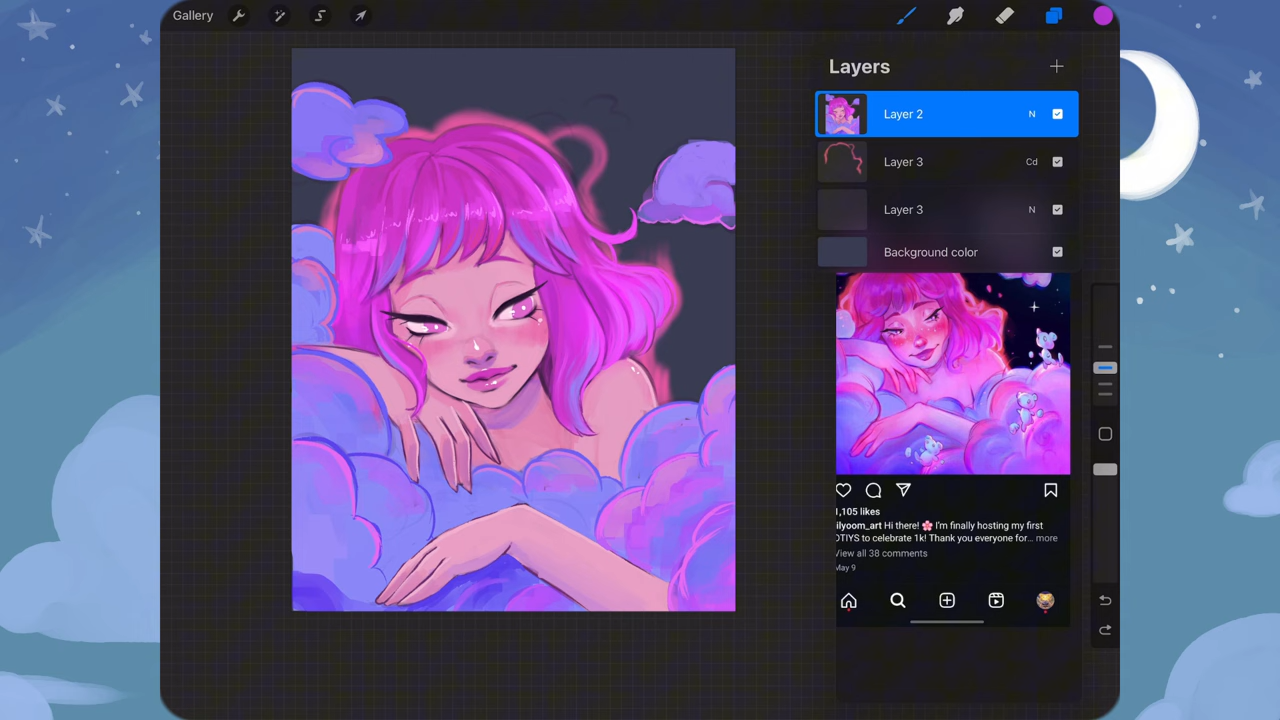 Gallery
Layers
Layer 2
N
Layer 3
Cd
Layer 3
N
Background color
1,105 likes
ilyoom_art Hi there! 🌸 I'm finally hosting my first
DTIYS to celebrate 1k! Thank you everyone for... more
View all 38 comments
May 9